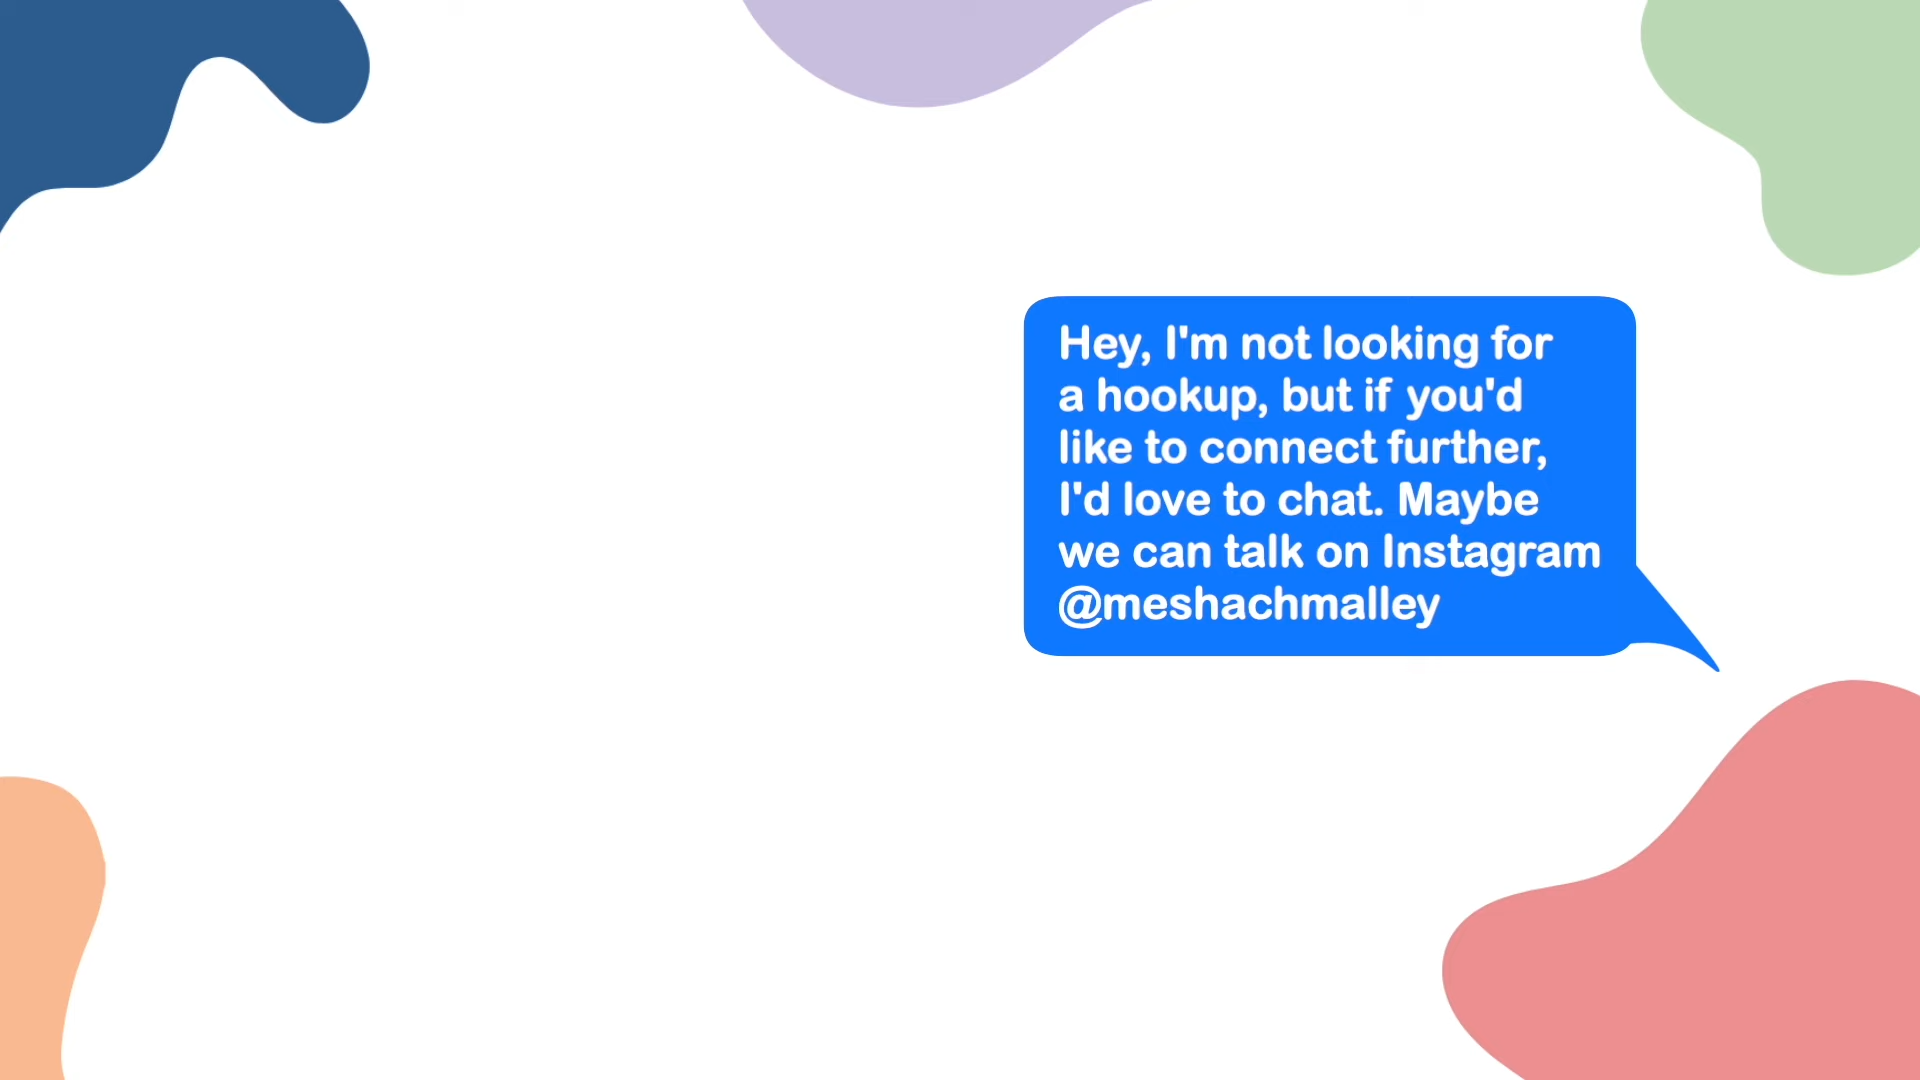 Hey, I'm not looking for
a hookup, but if you'd
like to connect further,
I'd love to chat. Maybe
we can talk on Instagram
@meshachmalley